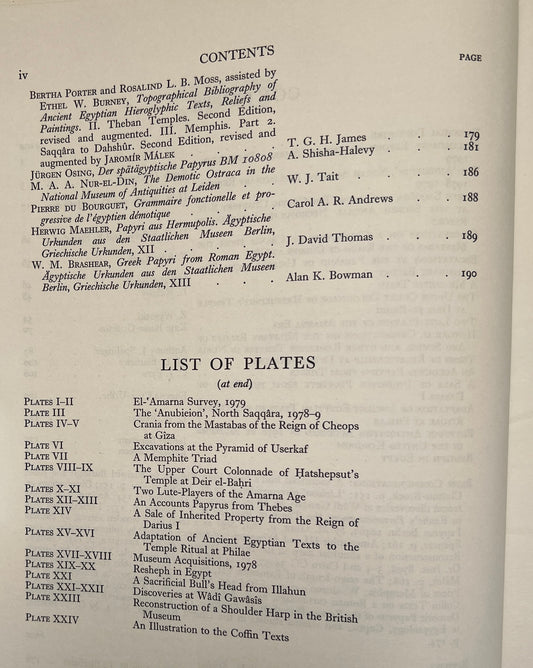 iv
CONTENTS
PAGE
BERTHA PORTER and ROSALIND L. B. MOSS, assisted by
ETHEL W. BURNEY, Topographical Bibliography of
Ancient Egyptian Hieroglyphic Texts, Reliefs and
Paintings. II. Theban Temples. Second Edition,
revised and augmented. III. Memphis. Part 2.
Saqqâra to Dahshûr. Second Edition, revised and
augmented by JAROMÍR MÁLEK . . . T. G. H. James . . . 179
JÜRGEN OSING, Der spätägyptische Papyrus BM 10808 A. Shisha-Halevy . . . 181
M. A. A. NUR-EL-DIN, The Demotic Ostraca in the
National Museum of Antiquities at Leiden . W. J. Tait . . . 186
PIERRE DU BOURGUET, Grammaire fonctionelle et pro-
gressive de l'égyptien démotique . . . Carol A. R. Andrews . . 188
HERWIG MAEHLER, Papyri aus Hermupolis. Ägyptische
Urkunden aus den Staatlichen Museen Berlin,
Griechische Urkunden, XII . . . J. David Thomas . . . 189
W. M. BRASHEAR, Greek Papyri from Roman Egypt.
Ägyptische Urkunden aus den Staatlichen Museen
Berlin, Griechische Urkunden, XIII . . . Alan K. Bowman . . . 190
LIST OF PLATES
(at end)
PLATES I–II El-'Amarna Survey, 1979
PLATE III The 'Anubieion', North Saqqâra, 1978–9
PLATES IV–V Crania from the Mastabas of the Reign of Cheops
at Gîza
PLATE VI Excavations at the Pyramid of Userkaf
PLATE VII A Memphite Triad
PLATES VIII–IX The Upper Court Colonnade of Ḥatshepsut's
Temple at Deir el-Baḥri
PLATES X–XI Two Lute-Players of the Amarna Age
PLATES XII–XIII An Accounts Papyrus from Thebes
PLATE XIV A Sale of Inherited Property from the Reign of
Darius I
PLATES XV–XVI Adaptation of Ancient Egyptian Texts to the
Temple Ritual at Philae
PLATES XVII–XVIII Museum Acquisitions, 1978
PLATES XIX–XX Resheph in Egypt
PLATE XXI A Sacrificial Bull's Head from Illahun
PLATES XXI–XXII Discoveries at Wâdi Gawâsîs
PLATE XXIII Reconstruction of a Shoulder Harp in the British
Museum
PLATE XXIV An Illustration to the Coffin Texts